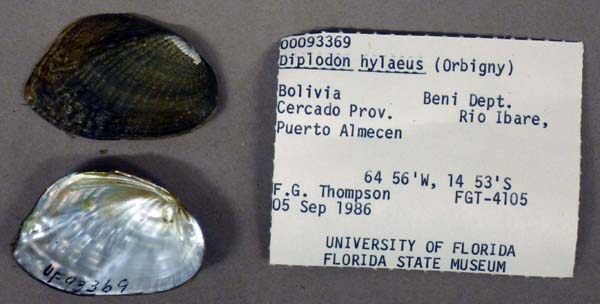 00093369
Diplodon hylaeus (Orbigny)
Bolivia Beni Dept.
Cercado Prov. Rio Ibare,
Puerto Almecen
64 56'W, 14 53'S
F.G. Thompson FGT-4105
05 Sep 1986
UNIVERSITY OF FLORIDA
FLORIDA STATE MUSEUM
UF93369